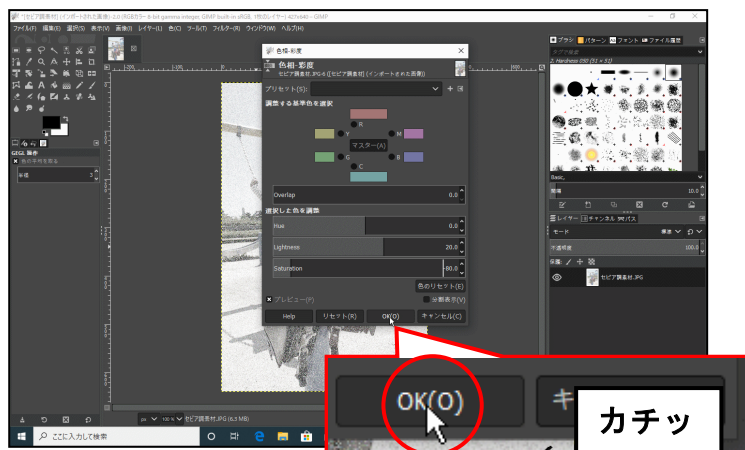 *[セピア調素材] (インポートされた画像)-2.0 (RGBカラー 8-bit gamma integer, GIMP built-in sRGB, 1枚のレイヤー) 427x640 – GIMP
ファイル(F) 編集(E) 選択(S) 表示(V) 画像(I) レイヤー(L) 色(C) ツール(T) フィルター(R) ウィンドウ(W) ヘルプ(H)
GEGL 操作
色の平均を取る
半径 3
px 100 % セピア調素材.JPG (6.3 MB)
色相-彩度
色相-彩度
セピア調素材.JPG-6 ([セピア調素材] (インポートされた画像))
プリセット(S):
調整する基準色を選択
R
Y M
マスター(A)
G B
C
Overlap 0.0
選択した色を調整
Hue 0.0
Lightness 20.0
Saturation -80.0
色のリセット(E)
プレビュー(P) 分割表示(V)
Help リセット(R) OK(O) キャンセル(C)
ブラシ パターン フォント ファイル履歴
タグで検索
2. Hardness 050 (51 × 51)
Basic,
間隔 10.0
レイヤー チャンネル パス
モード 標準
不透明度 100.0
保護:
セピア調素材.JPG
ここに入力して検索
OK(O) キ
カチッ